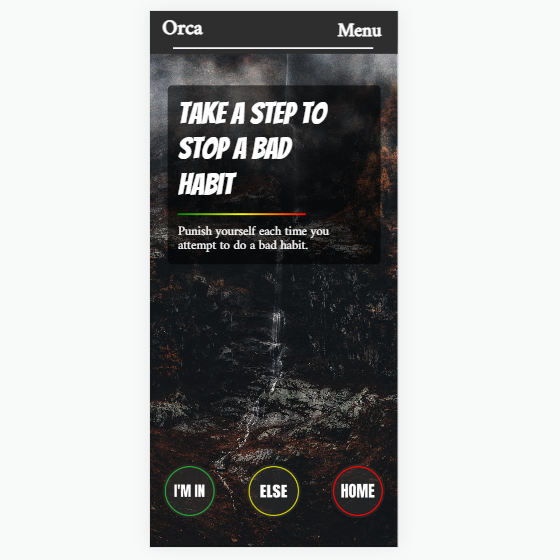 Orca
Menu
TAKE A STEP TO
STOP A BAD
HABIT
Punish yourself each time you
attempt to do a bad habit.
I'M IN
ELSE
HOME